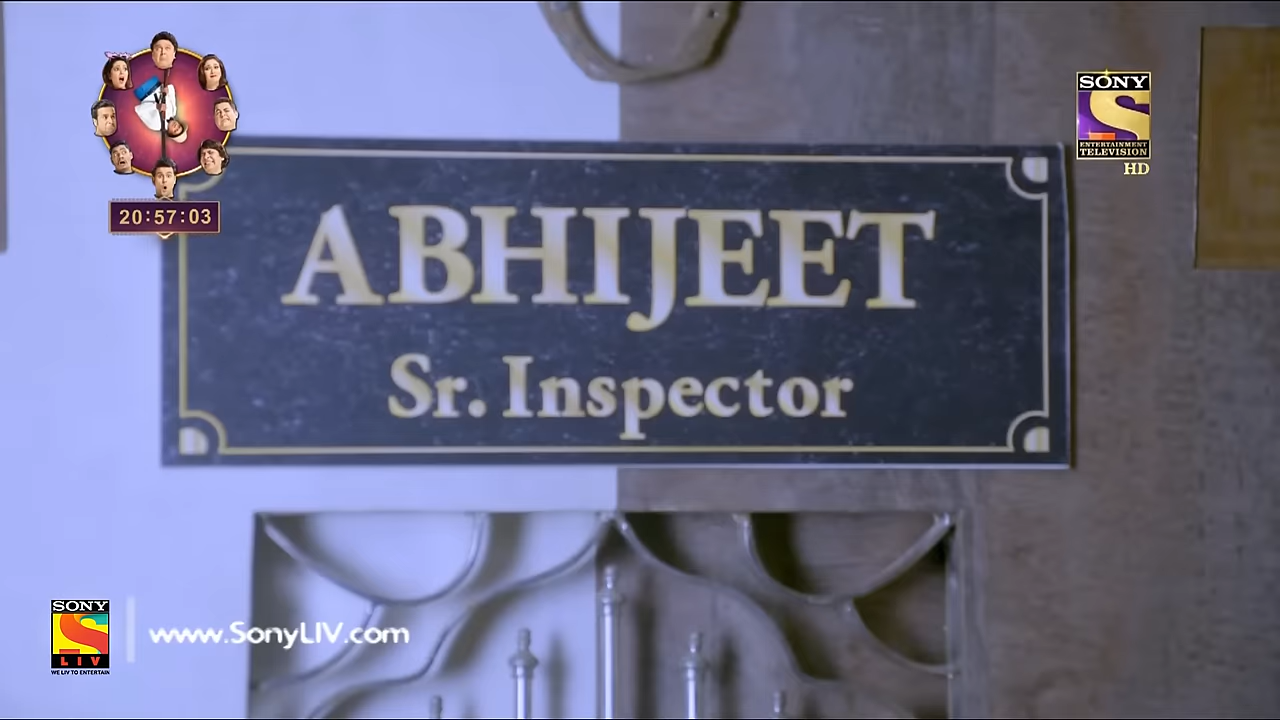 SONY
ENTERTAINMENT
TELEVISION
HD
20:57:03
ABHIJEET
Sr. Inspector
SONY
LIV
WE LIV TO ENTERTAIN
www.SonyLIV.com